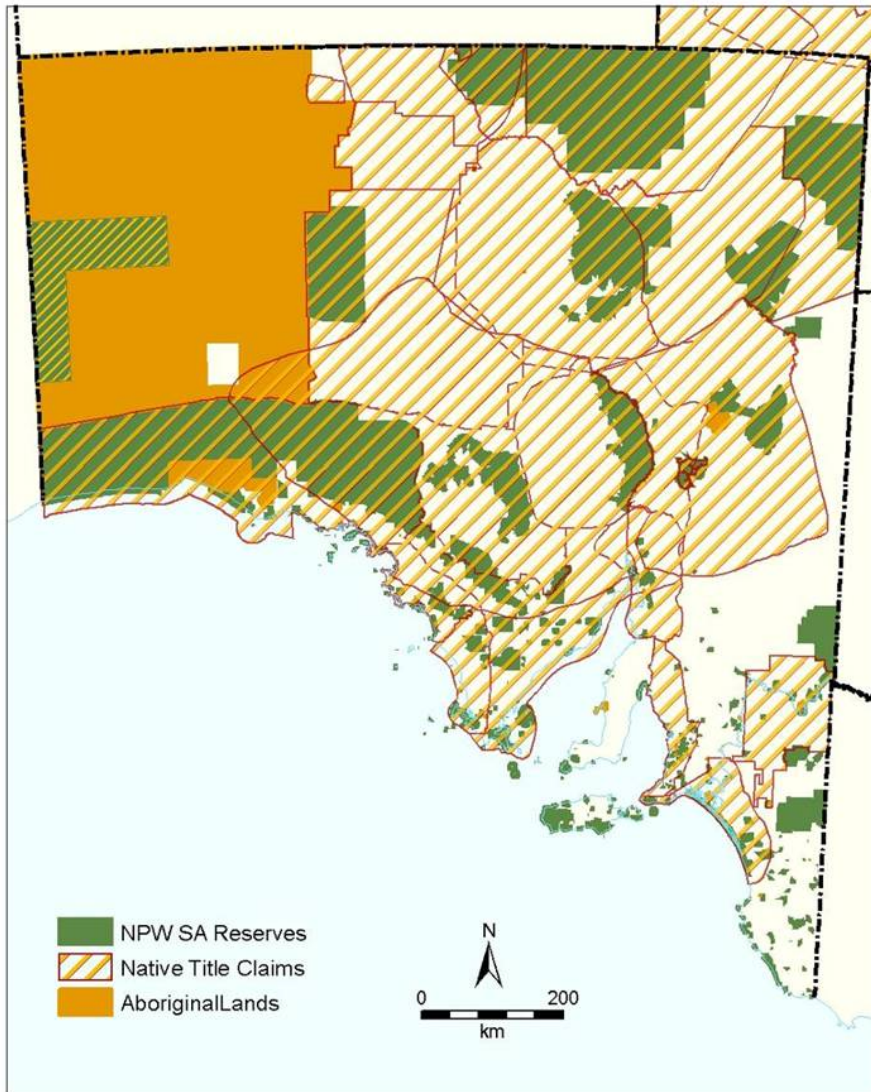 NPW SA Reserves
Native Title Claims
AboriginalLands
N
0 200
km